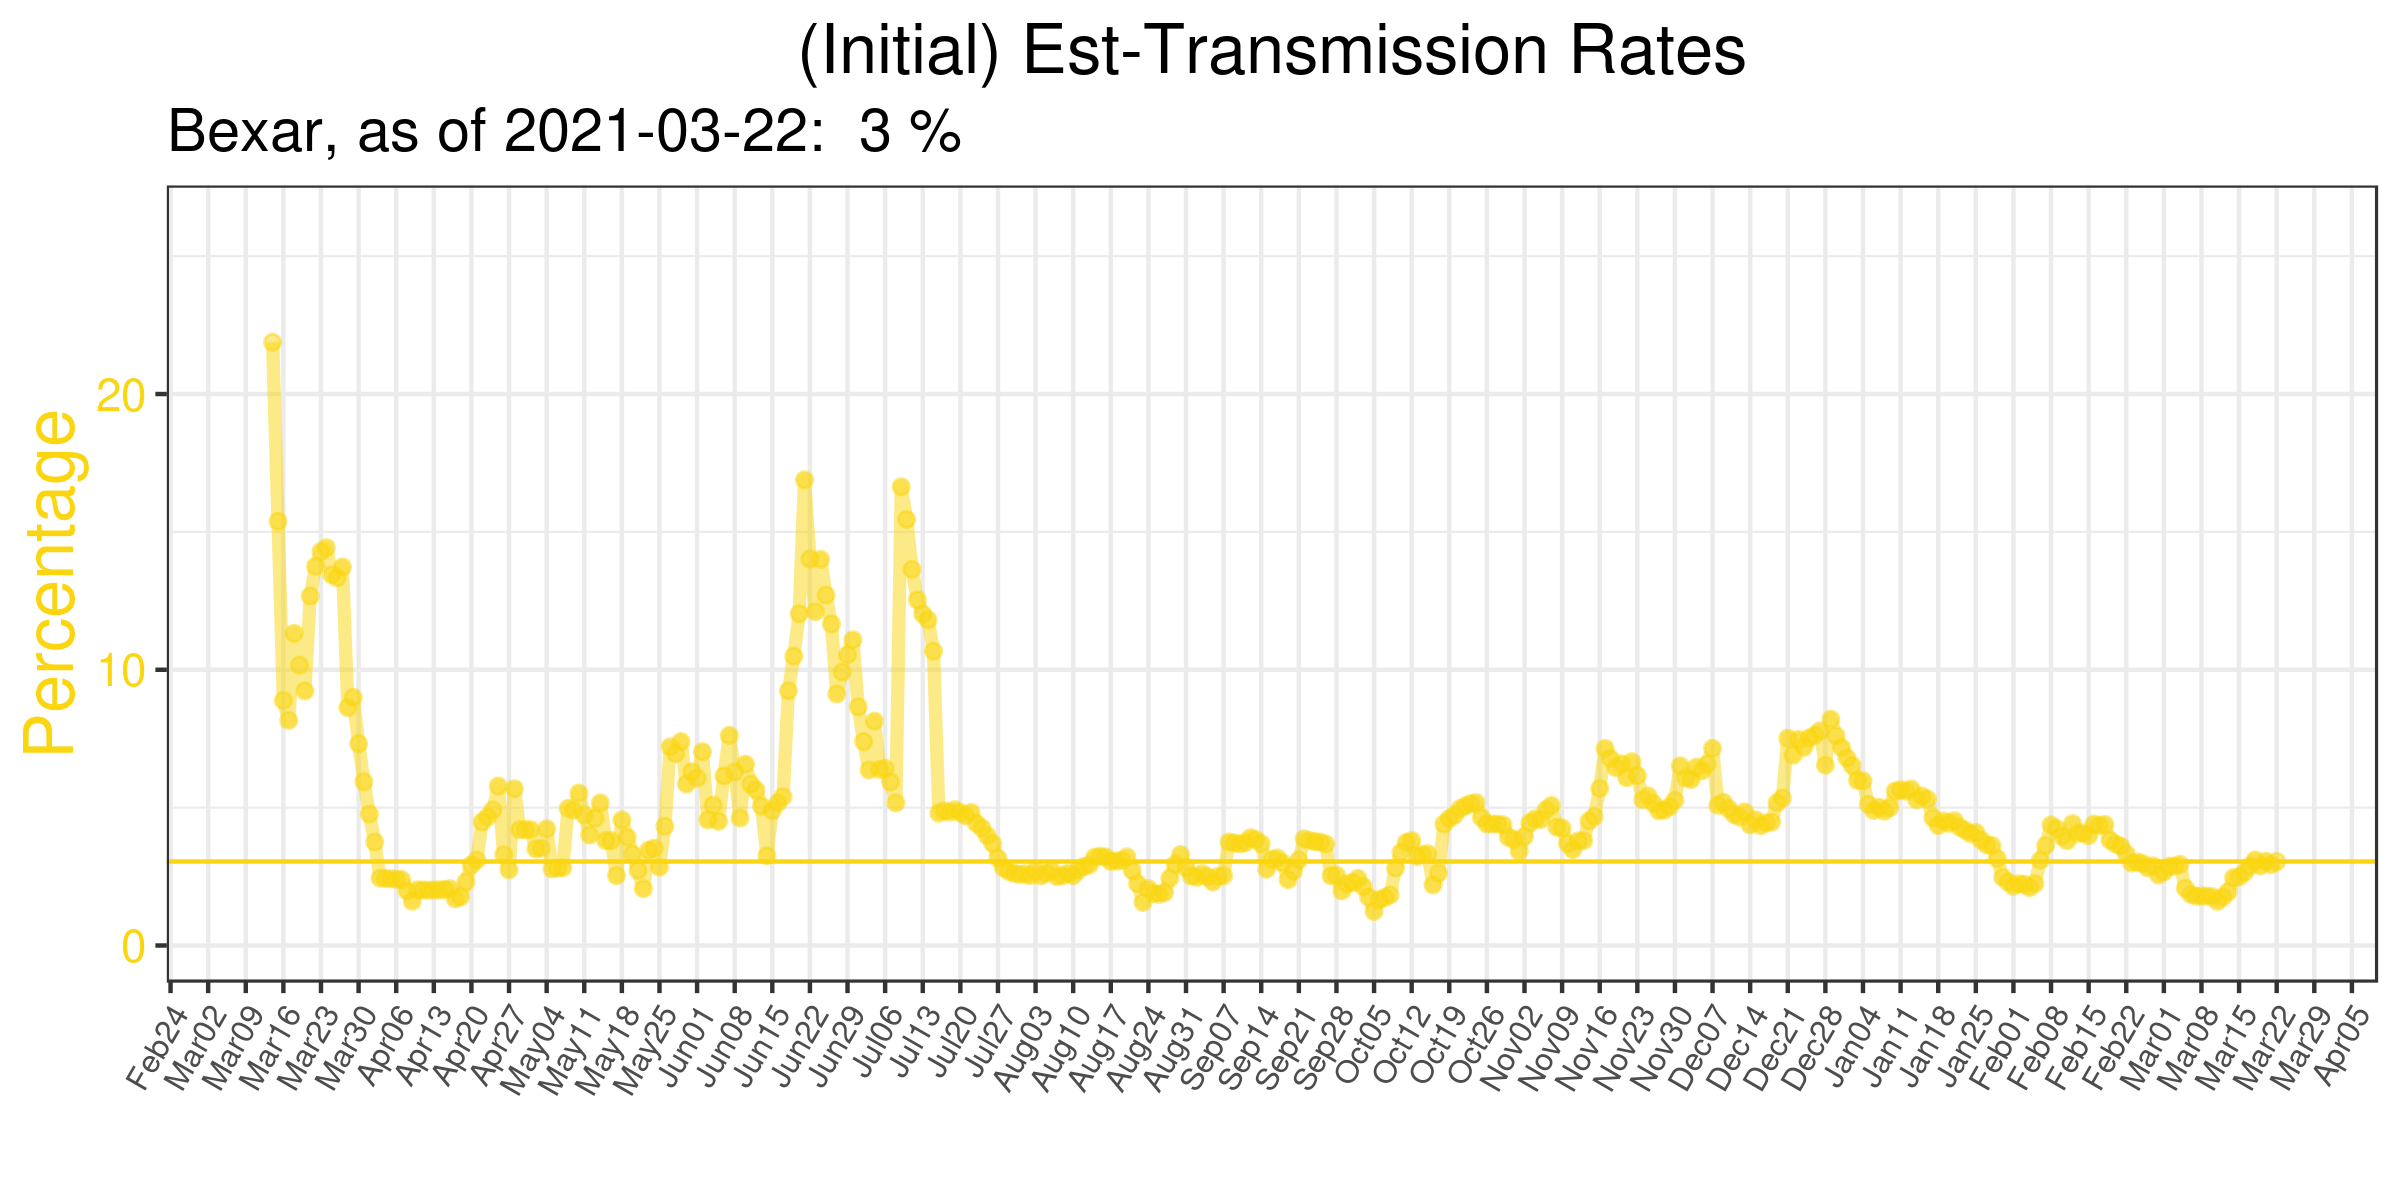 (Initial) Est-Transmission Rates
Bexar, as of 2021-03-22:  3 %
Percentage
20
10
0
Feb24
Mar02
Mar09
Mar16
Mar23
Mar30
Apr06
Apr13
Apr20
Apr27
May04
May11
May18
May25
Jun01
Jun08
Jun15
Jun22
Jun29
Jul06
Jul13
Jul20
Jul27
Aug03
Aug10
Aug17
Aug24
Aug31
Sep07
Sep14
Sep21
Sep28
Oct05
Oct12
Oct19
Oct26
Nov02
Nov09
Nov16
Nov23
Nov30
Dec07
Dec14
Dec21
Dec28
Jan04
Jan11
Jan18
Jan25
Feb01
Feb08
Feb15
Feb22
Mar01
Mar08
Mar15
Mar22
Mar29
Apr05